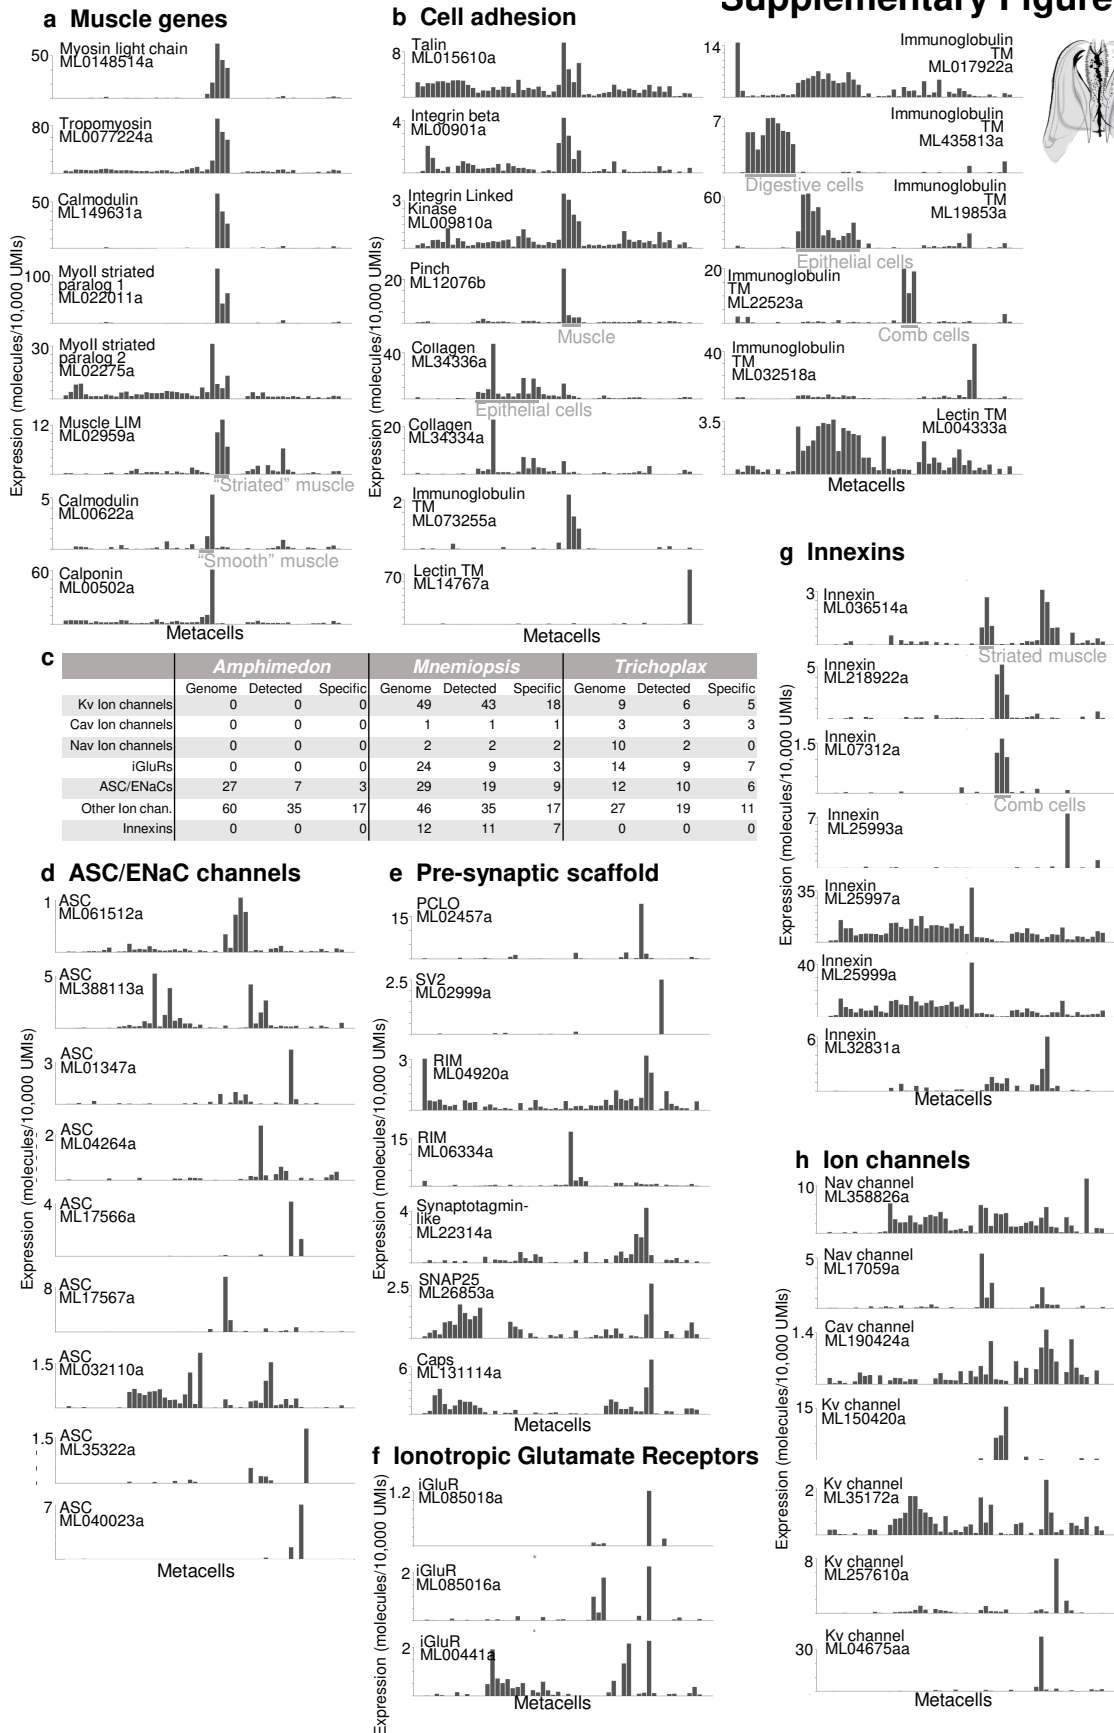 Supplementary Figure
a Muscle genes
Expression (molecules/10,000 UMIs)
50
Myosin light chain
ML0148514a
80
Tropomyosin
ML0077224a
50
Calmodulin
ML149631a
100
MyoII striated
paralog 1
ML022011a
30
MyoII striated
paralog 2
ML02275a
12
Muscle LIM
ML02959a
“Striated” muscle
5
Calmodulin
ML00622a
“Smooth” muscle
60
Calponin
ML00502a
Metacells
b Cell adhesion
Expression (molecules/10,000 UMIs)
8
Talin
ML015610a
4
Integrin beta
ML00901a
3
Integrin Linked
Kinase
ML009810a
20
Pinch
ML12076b
Muscle
40
Collagen
ML34336a
Epithelial cells
20
Collagen
ML34334a
2
Immunoglobulin
TM
ML073255a
70
Lectin TM
ML14767a
Metacells
14
Immunoglobulin
TM
ML017922a
7
Immunoglobulin
TM
ML435813a
Digestive cells
60
Immunoglobulin
TM
ML19853a
Epithelial cells
20
Immunoglobulin
TM
ML22523a
Comb cells
40
Immunoglobulin
TM
ML032518a
3.5
Lectin TM
ML004333a
Metacells
c
Amphimedon Mnemiopsis Trichoplax
Genome Detected Specific Genome Detected Specific Genome Detected Specific
Kv Ion channels 0 0 0 49 43 18 9 6 5
Cav Ion channels 0 0 0 1 1 1 3 3 3
Nav Ion channels 0 0 0 2 2 2 10 2 0
iGluRs 0 0 0 24 9 3 14 9 7
ASC/ENaCs 27 7 3 29 19 9 12 10 6
Other Ion chan. 60 35 17 46 35 17 27 19 11
Innexins 0 0 0 12 11 7 0 0 0
d ASC/ENaC channels
Expression (molecules/10,000 UMIs)
1
ASC
ML061512a
5
ASC
ML388113a
3
ASC
ML01347a
2
ASC
ML04264a
4
ASC
ML17566a
8
ASC
ML17567a
1.5
ASC
ML032110a
1.5
ASC
ML35322a
7
ASC
ML040023a
Metacells
e Pre-synaptic scaffold
Expression (molecules/10,000 UMIs)
15
PCLO
ML02457a
2.5
SV2
ML02999a
3
RIM
ML04920a
15
RIM
ML06334a
4
Synaptotagmin-
like
ML22314a
2.5
SNAP25
ML26853a
6
Caps
ML131114a
Metacells
f Ionotropic Glutamate Receptors
Expression (molecules/10,000 UMIs)
1.2
iGluR
ML085018a
2
iGluR
ML085016a
2
iGluR
ML00441a
Metacells
g Innexins
Expression (molecules/10,000 UMIs)
3
Innexin
ML036514a
Striated muscle
5
Innexin
ML218922a
1.5
Innexin
ML07312a
Comb cells
7
Innexin
ML25993a
35
Innexin
ML25997a
40
Innexin
ML25999a
6
Innexin
ML32831a
Metacells
h Ion channels
Expression (molecules/10,000 UMIs)
10
Nav channel
ML358826a
5
Nav channel
ML17059a
1.4
Cav channel
ML190424a
15
Kv channel
ML150420a
2
Kv channel
ML35172a
8
Kv channel
ML257610a
30
Kv channel
ML04675aa
Metacells